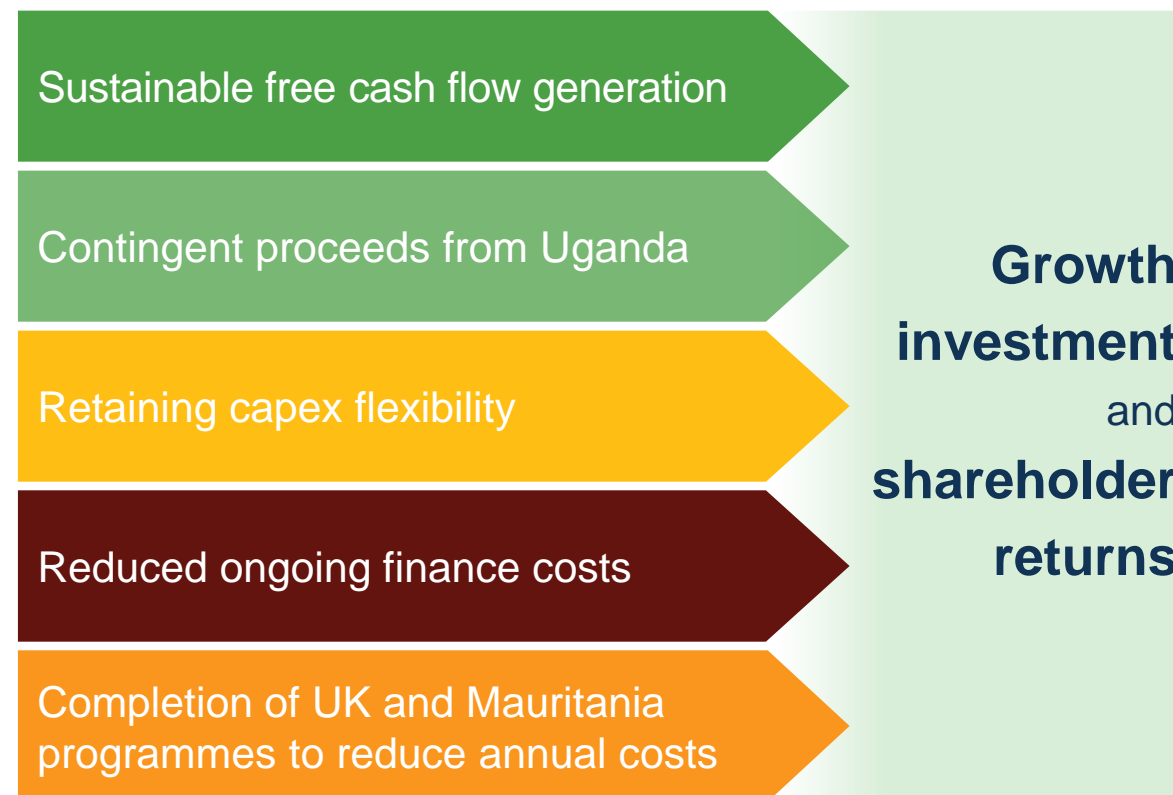 Sustainable free cash flow generation
Contingent proceeds from Uganda
Retaining capex flexibility
Reduced ongoing finance costs
Completion of UK and Mauritania
programmes to reduce annual costs
Growth
investment
and
shareholder
returns